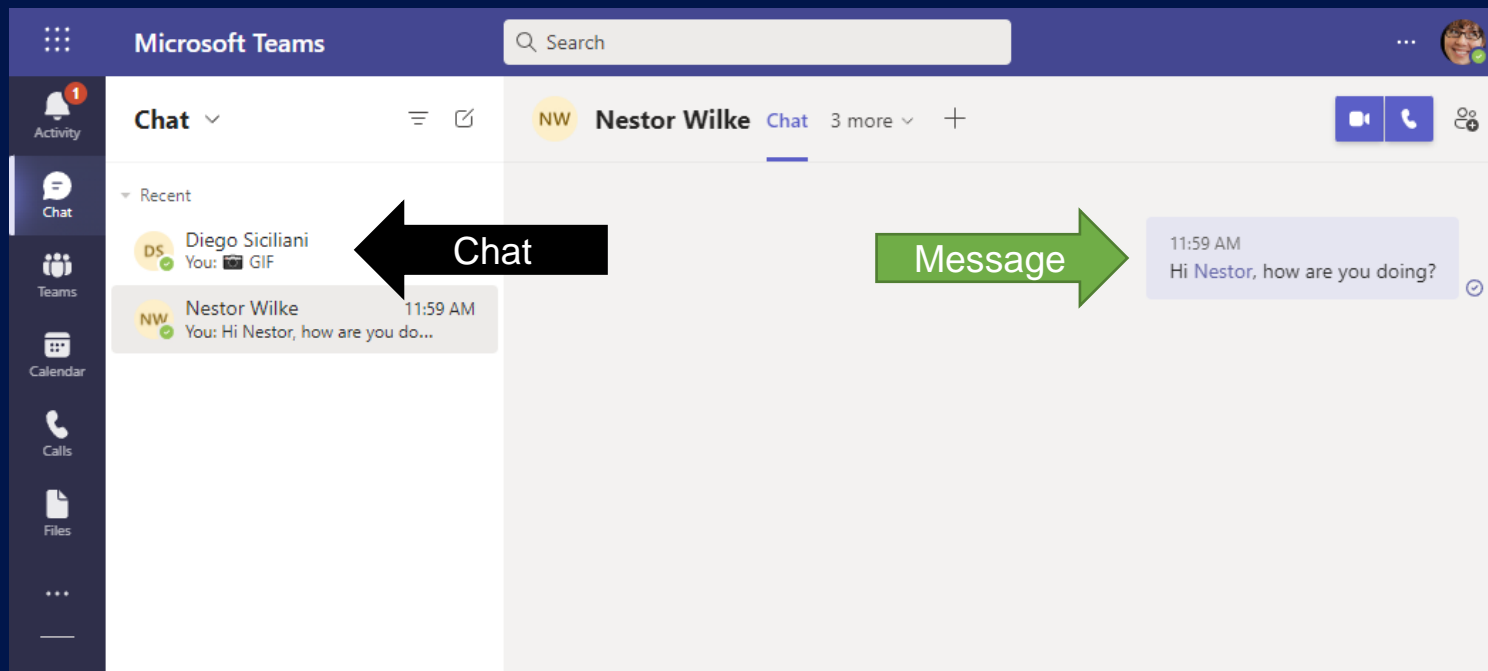 Microsoft Teams
Search
1
Activity
Chat
Teams
Calendar
Calls
Files
Chat
Recent
DS
Diego Siciliani
You: 📷 GIF
NW
Nestor Wilke 11:59 AM
You: Hi Nestor, how are you do...
Chat
NW Nestor Wilke Chat 3 more
Message
11:59 AM
Hi Nestor, how are you doing?